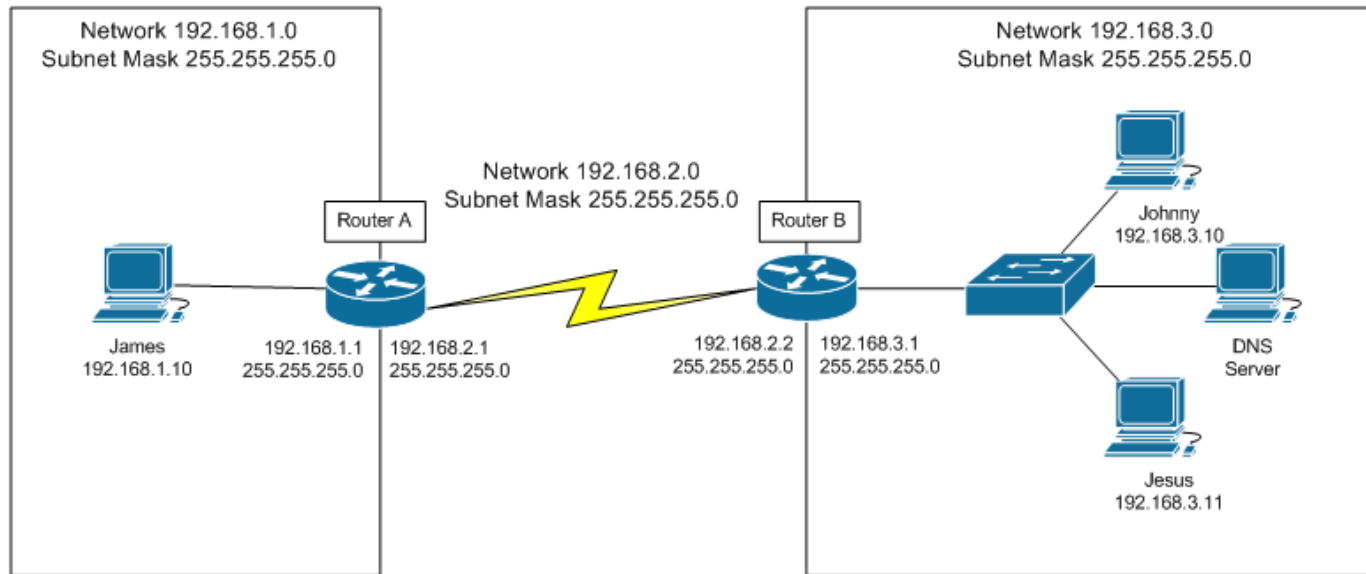 Network 192.168.1.0
Subnet Mask 255.255.255.0
Network 192.168.3.0
Subnet Mask 255.255.255.0
Network 192.168.2.0
Subnet Mask 255.255.255.0
Router A
Router B
Johnny
192.168.3.10
James
192.168.1.10
192.168.1.1
255.255.255.0
192.168.2.1
255.255.255.0
192.168.2.2
255.255.255.0
192.168.3.1
255.255.255.0
DNS
Server
Jesus
192.168.3.11